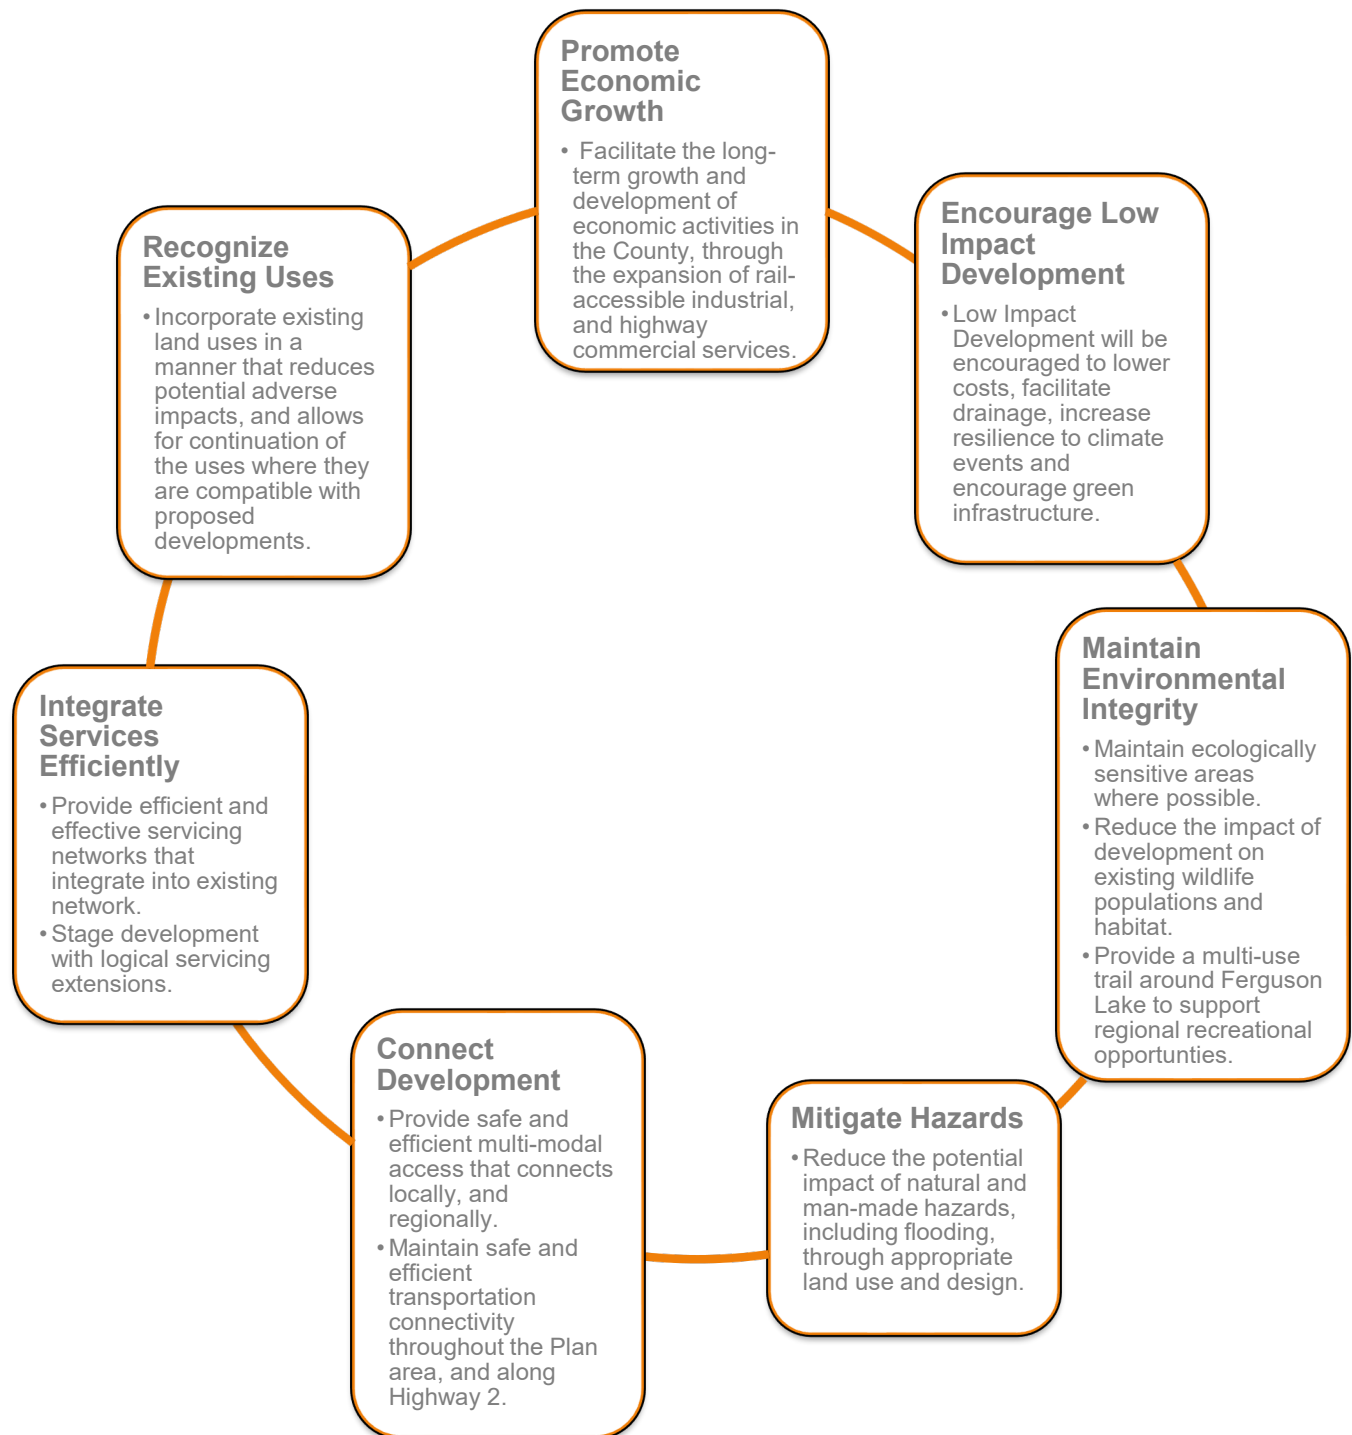 Promote
Economic
Growth
• Facilitate the long-
term growth and
development of
economic activities in
the County, through
the expansion of rail-
accessible industrial,
and highway
commercial services.
Encourage Low
Impact
Development
• Low Impact
Development will be
encouraged to lower
costs, facilitate
drainage, increase
resilience to climate
events and
encourage green
infrastructure.
Maintain
Environmental
Integrity
• Maintain ecologically
sensitive areas
where possible.
• Reduce the impact of
development on
existing wildlife
populations and
habitat.
• Provide a multi-use
trail around Ferguson
Lake to support
regional recreational
opportunties.
Mitigate Hazards
• Reduce the potential
impact of natural and
man-made hazards,
including flooding,
through appropriate
land use and design.
Connect
Development
• Provide safe and
efficient multi-modal
access that connects
locally, and
regionally.
• Maintain safe and
efficient
transportation
connectivity
throughout the Plan
area, and along
Highway 2.
Integrate
Services
Efficiently
• Provide efficient and
effective servicing
networks that
integrate into existing
network.
• Stage development
with logical servicing
extensions.
Recognize
Existing Uses
• Incorporate existing
land uses in a
manner that reduces
potential adverse
impacts, and allows
for continuation of
the uses where they
are compatible with
proposed
developments.